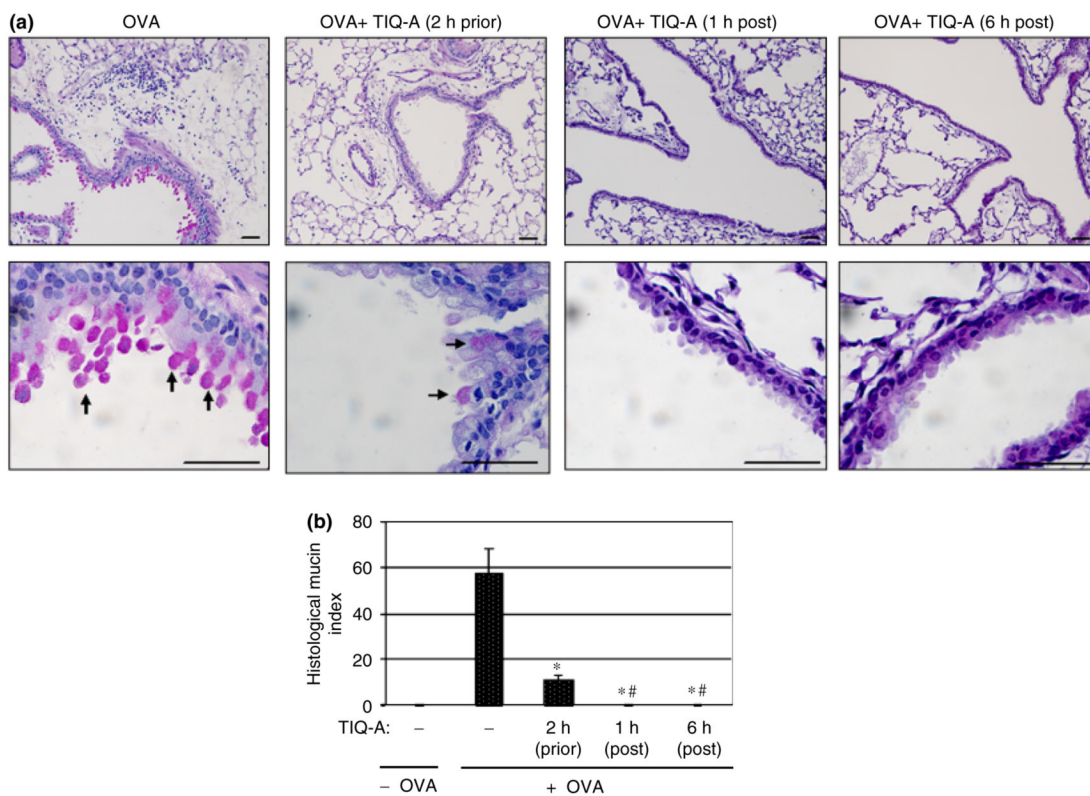 (a)
OVA
OVA+ TIQ-A (2 h prior)
OVA+ TIQ-A (1 h post)
OVA+ TIQ-A (6 h post)
(b)
80
60
40
20
0
Histological mucin
index
*
*#
*#
TIQ-A: – – 2 h 1 h 6 h
(prior) (post) (post)
– OVA + OVA